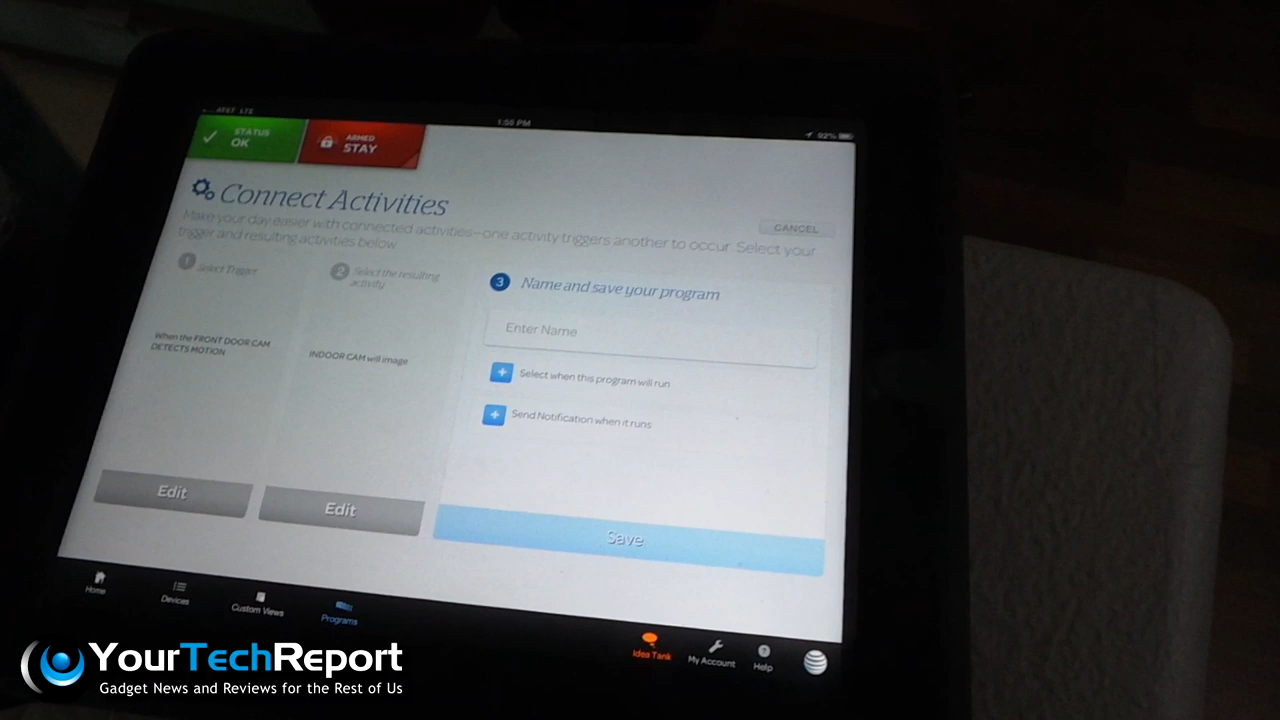 AT&T LTE
1:55 PM
92%
STATUS
OK
ARMED
STAY
Connect Activities
CANCEL
Make your day easier with connected activities—one activity triggers another to occur. Select your
trigger and resulting activities below.
1 Select Trigger
2 Select the resulting
activity
3 Name and save your program
When the FRONT DOOR CAM
DETECTS MOTION
INDOOR CAM will image
Enter Name
+ Select when this program will run
+ Send Notification when it runs
Edit
Edit
Save
Home
Devices
Custom Views
Programs
Idea Tank
My Account
? Help
YourTechReport
Gadget News and Reviews for the Rest of Us